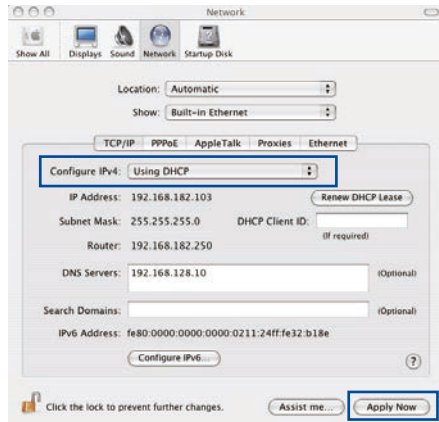 Network
Show All Displays Sound Network Startup Disk
Location: Automatic
Show: Built-in Ethernet
TCP/IP PPPoE AppleTalk Proxies Ethernet
Configure IPv4: Using DHCP
IP Address: 192.168.182.103 Renew DHCP Lease
Subnet Mask: 255.255.255.0 DHCP Client ID:
(If required)
Router: 192.168.182.250
DNS Servers: 192.168.128.10 (Optional)
Search Domains: (Optional)
IPv6 Address: fe80:0000:0000:0000:0211:24ff:fe32:b18e
Configure IPv6... ?
Click the lock to prevent further changes. Assist me... Apply Now